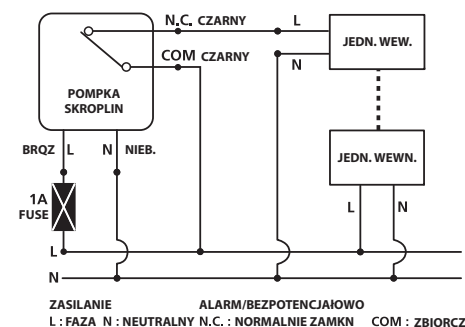 N.C. CZARNY
L
JEDN. WEW.
COM CZARNY
N
POMPKA
SKROPLIN
BRQZ L
N NIEB.
JEDN. WEWN.
1A
FUSE
L
N
L
N
ZASILANIE
ALARM/BEZPOTENCJAŁOWO
L : FAZA N : NEUTRALNY N.C. : NORMALNIE ZAMKN COM : ZBIORCZ